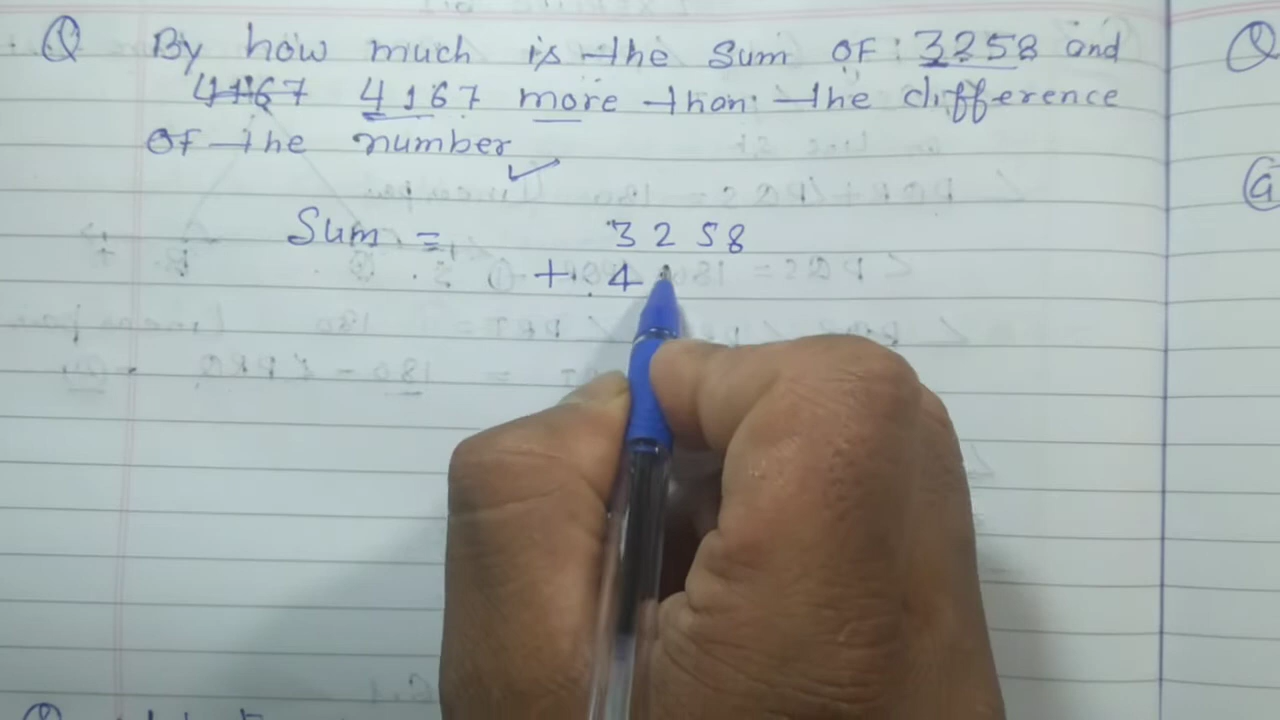 Q By how much is the Sum OF : 3258 and
4167 4167 more than the difference
OF the number
Sum = 3258
+ 4